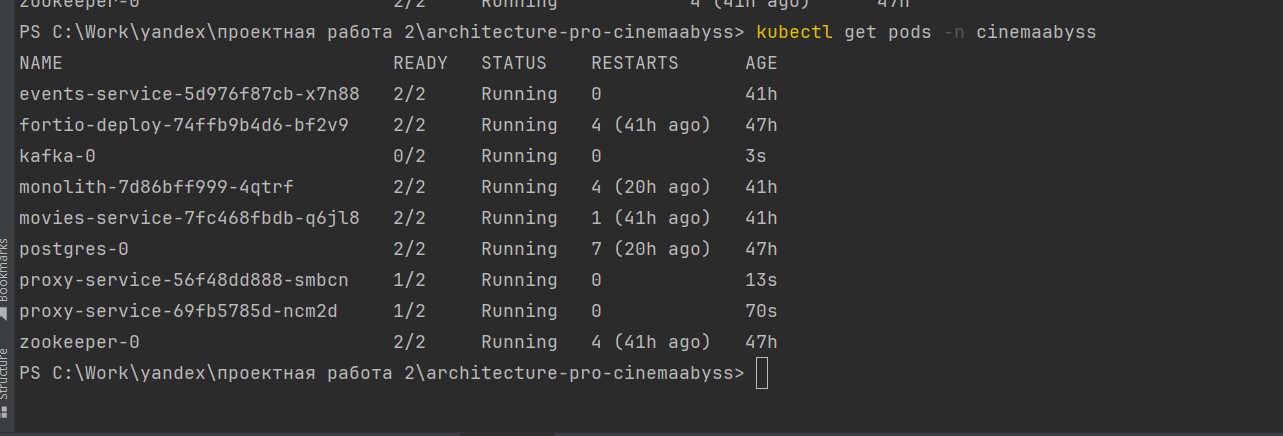 zookeeper-0 2/2 Running 4 (41h ago) 47h
PS C:\Work\yandex\проектная работа 2\architecture-pro-cinemaabyss> kubectl get pods -n cinemaabyss
NAME READY STATUS RESTARTS AGE
events-service-5d976f87cb-x7n88 2/2 Running 0 41h
fortio-deploy-74ffb9b4d6-bf2v9 2/2 Running 4 (41h ago) 47h
kafka-0 0/2 Running 0 3s
monolith-7d86bff999-4qtrf 2/2 Running 4 (20h ago) 41h
movies-service-7fc468fbdb-q6jl8 2/2 Running 1 (41h ago) 41h
postgres-0 2/2 Running 7 (20h ago) 47h
proxy-service-56f48dd888-smbcn 1/2 Running 0 13s
proxy-service-69fb5785d-ncm2d 1/2 Running 0 70s
zookeeper-0 2/2 Running 4 (41h ago) 47h
PS C:\Work\yandex\проектная работа 2\architecture-pro-cinemaabyss>
Bookmarks
Structure